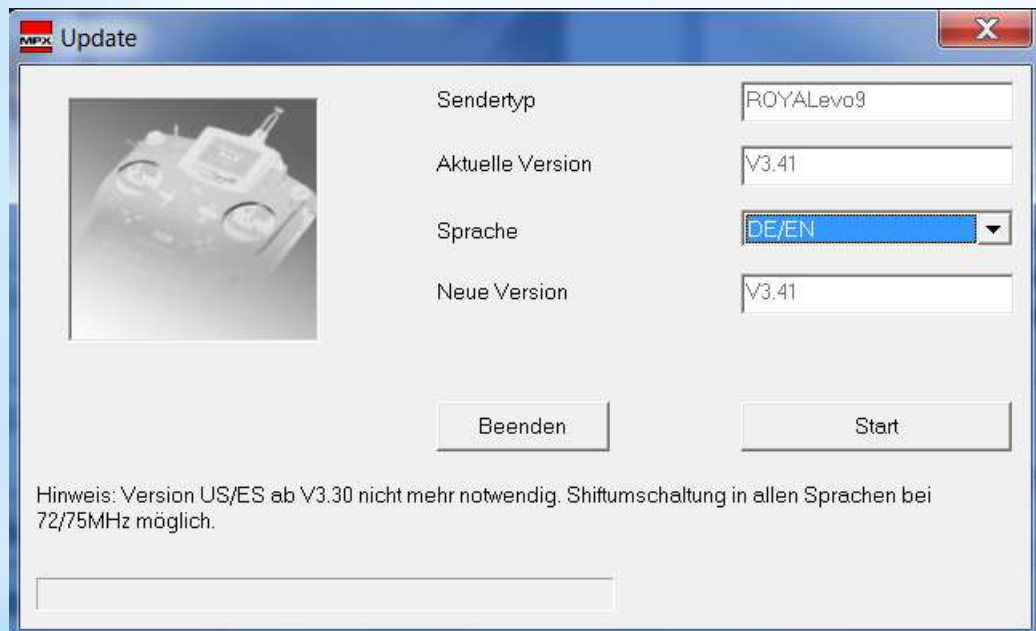 MPX Update X
Sendertyp ROYALevo9
Aktuelle Version V3.41
Sprache DE/EN
Neue Version V3.41
Beenden Start
Hinweis: Version US/ES ab V3.30 nicht mehr notwendig. Shiftumschaltung in allen Sprachen bei
72/75MHz möglich.